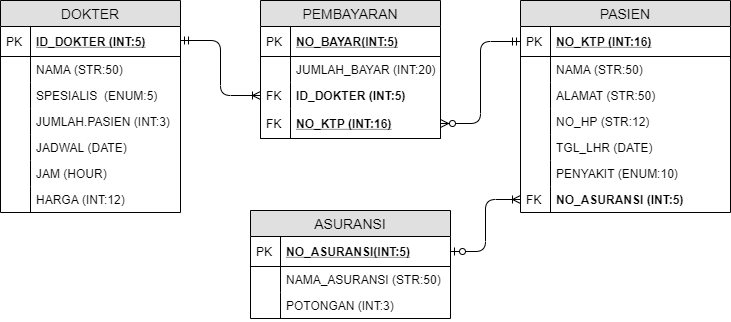 DOKTER
PK ID_DOKTER (INT:5)
NAMA (STR:50)
SPESIALIS (ENUM:5)
JUMLAH.PASIEN (INT:3)
JADWAL (DATE)
JAM (HOUR)
HARGA (INT:12)
PEMBAYARAN
PK NO_BAYAR(INT:5)
JUMLAH_BAYAR (INT:20)
FK ID_DOKTER (INT:5)
FK NO_KTP (INT:16)
PASIEN
PK NO_KTP (INT:16)
NAMA (STR:50)
ALAMAT (STR:50)
NO_HP (STR:12)
TGL_LHR (DATE)
PENYAKIT (ENUM:10)
FK NO_ASURANSI (INT:5)
ASURANSI
PK NO_ASURANSI(INT:5)
NAMA_ASURANSI (STR:50)
POTONGAN (INT:3)